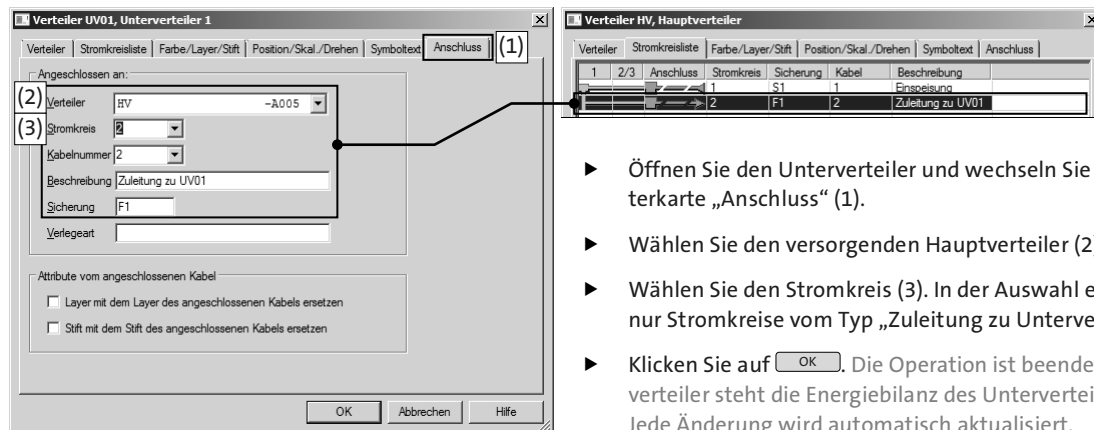 Verteiler UV01, Unterverteiler 1
Verteiler Stromkreisliste Farbe/Layer/Stift Position/Skal./Drehen Symboltext Anschluss (1)
Angeschlossen an:
(2) Verteiler HV -A005
(3) Stromkreis 2
Kabelnummer 2
Beschreibung Zuleitung zu UV01
Sicherung F1
Verlegeart
Attribute vom angeschlossenen Kabel
Layer mit dem Layer des angeschlossenen Kabels ersetzen
Stift mit dem Stift des angeschlossenen Kabels ersetzen
OK Abbrechen Hilfe
Verteiler HV, Hauptverteiler
Verteiler Stromkreisliste Farbe/Layer/Stift Position/Skal./Drehen Symboltext Anschluss
1 2/3 Anschluss Stromkreis Sicherung Kabel Beschreibung
1 S1 1 Einspeisung
2 F1 2 Zuleitung zu UV01
▶ Öffnen Sie den Unterverteiler und wechseln Sie
terkarte „Anschluss“ (1).
▶ Wählen Sie den versorgenden Hauptverteiler (2)
▶ Wählen Sie den Stromkreis (3). In der Auswahl e
nur Stromkreise vom Typ „Zuleitung zu Unterve
▶ Klicken Sie auf OK. Die Operation ist beende
verteiler steht die Energiebilanz des Unterverteil
Jede Änderung wird automatisch aktualisiert.